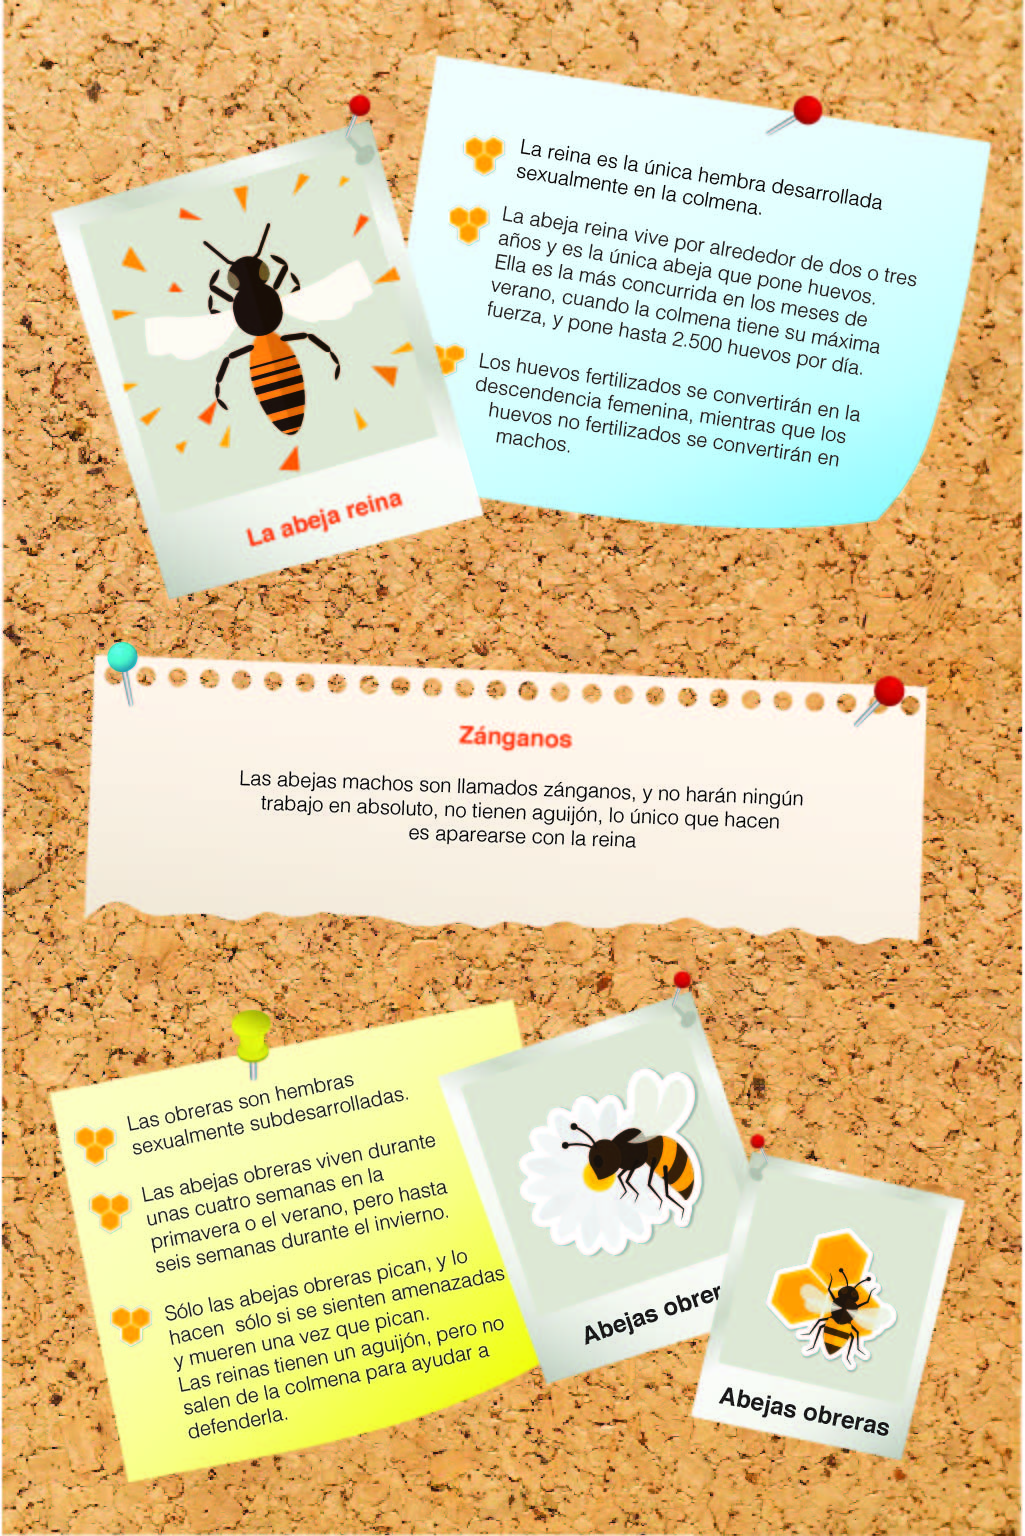 La reina es la única hembra desarrollada
sexualmente en la colmena.
La abeja reina vive por alrededor de dos o tres
años y es la única abeja que pone huevos.
Ella es la más concurrida en los meses de
verano, cuando la colmena tiene su máxima
fuerza, y pone hasta 2.500 huevos por día.
Los huevos fertilizados se convertirán en la
descendencia femenina, mientras que los
huevos no fertilizados se convertirán en
machos.
La abeja reina
Zánganos
Las abejas machos son llamados zánganos, y no harán ningún
trabajo en absoluto, no tienen aguijón, lo único que hacen
es aparearse con la reina
Las obreras son hembras
sexualmente subdesarrolladas.
Las abejas obreras viven durante
unas cuatro semanas en la
primavera o el verano, pero hasta
seis semanas durante el invierno.
Sólo las abejas obreras pican, y lo
hacen sólo si se sienten amenazadas
y mueren una vez que pican.
Las reinas tienen un aguijón, pero no
salen de la colmena para ayudar a
defenderla.
Abejas obrer
Abejas obreras